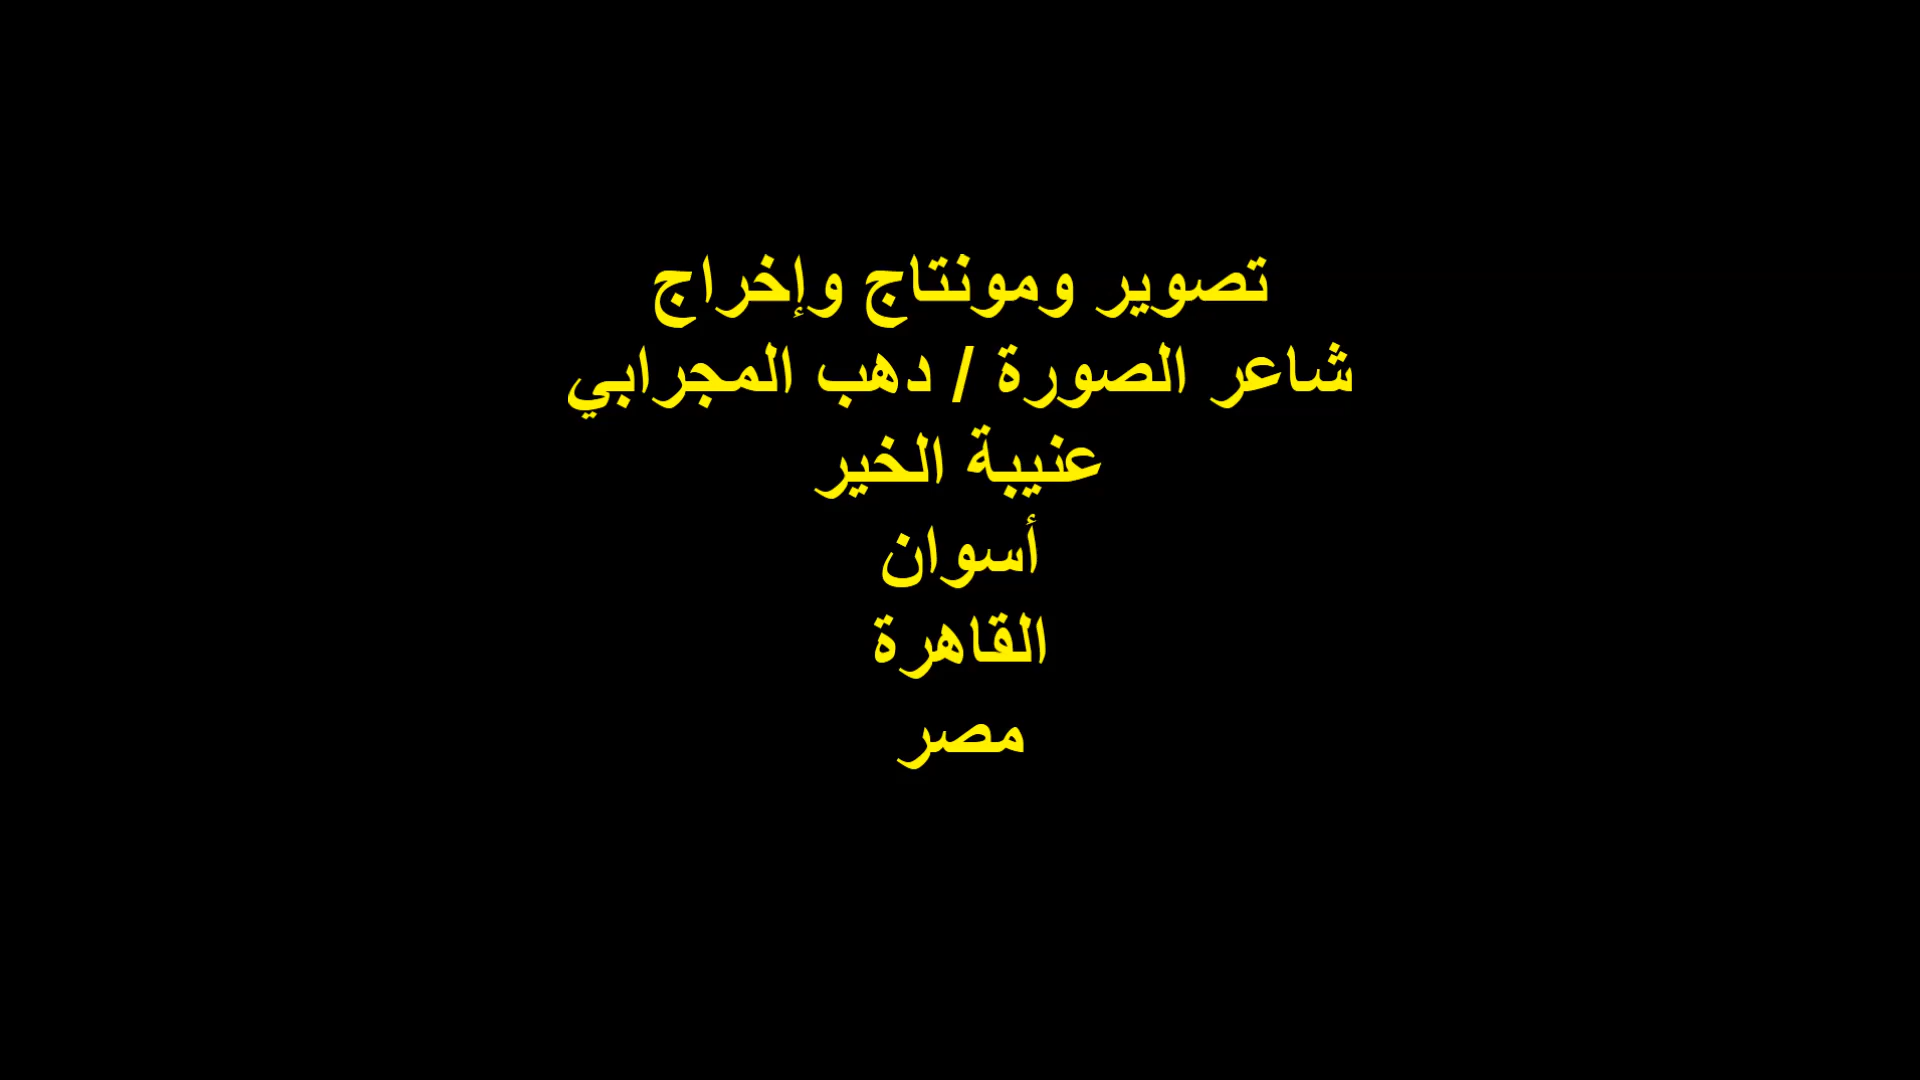 تصوير ومونتاج وإخراج
شاعر الصورة / دهب المجرابي
عنيبة الخير
أسوان
القاهرة
مصر